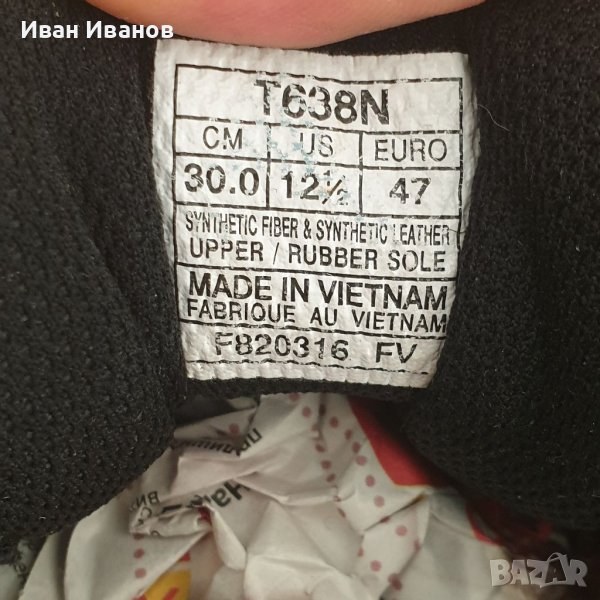 Иван Иванов
T638N
CM US EURO
30.0 12½ 47
SYNTHETIC FIBER & SYNTHETIC LEATHER
UPPER / RUBBER SOLE
MADE IN VIETNAM
FABRIQUE AU VIETNAM
F820316 FV
BAZAR